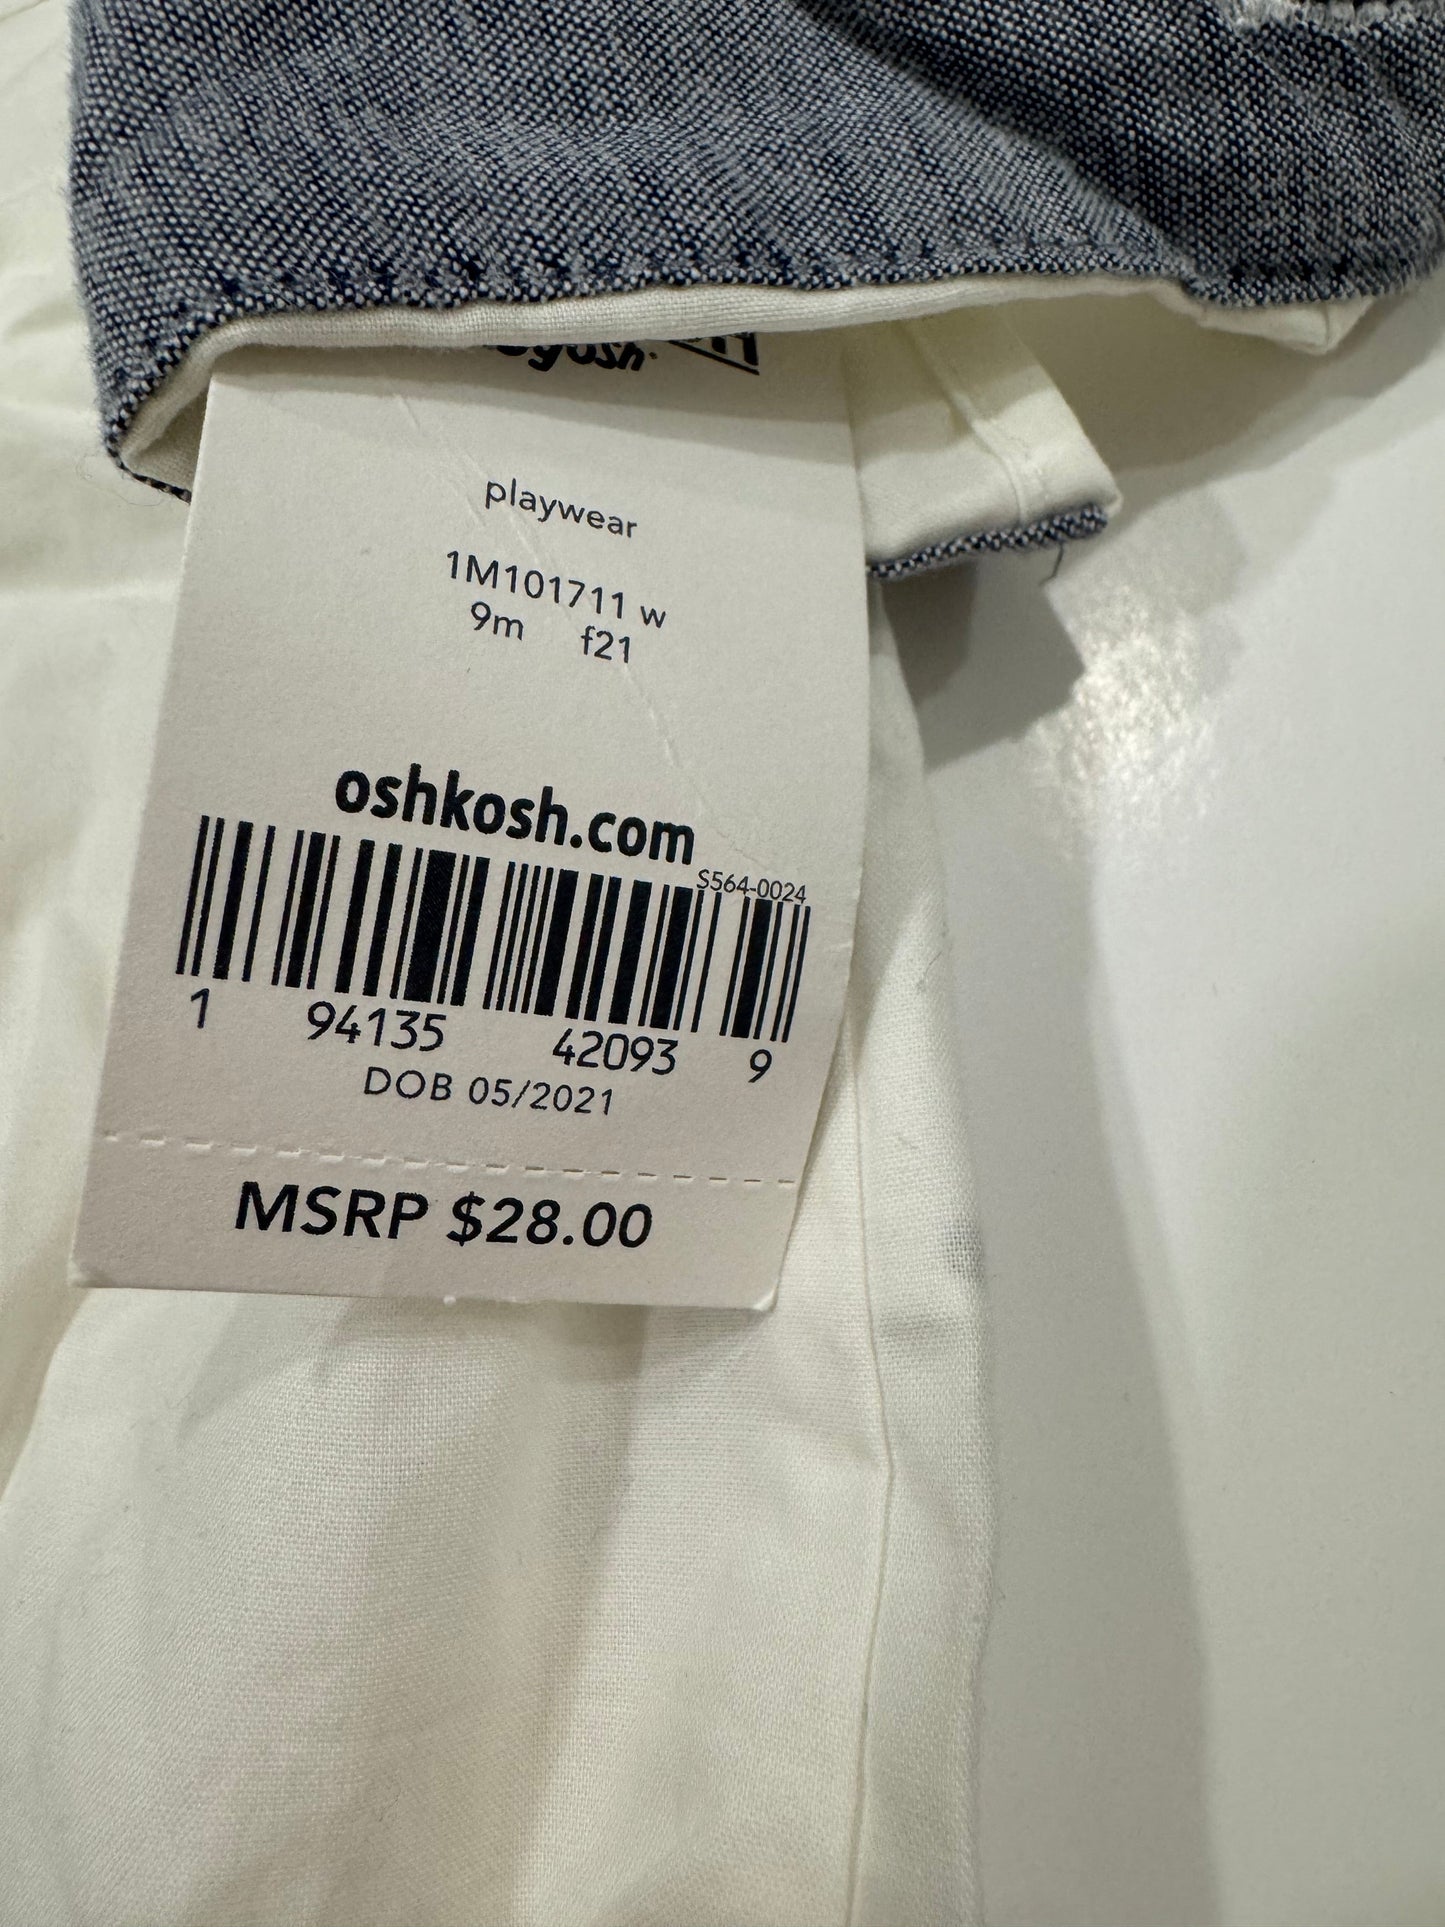 playwear
1M101711 w
9m f21
oshkosh.com
S564-0024
1 94135 42093 9
DOB 05/2021
MSRP $28.00